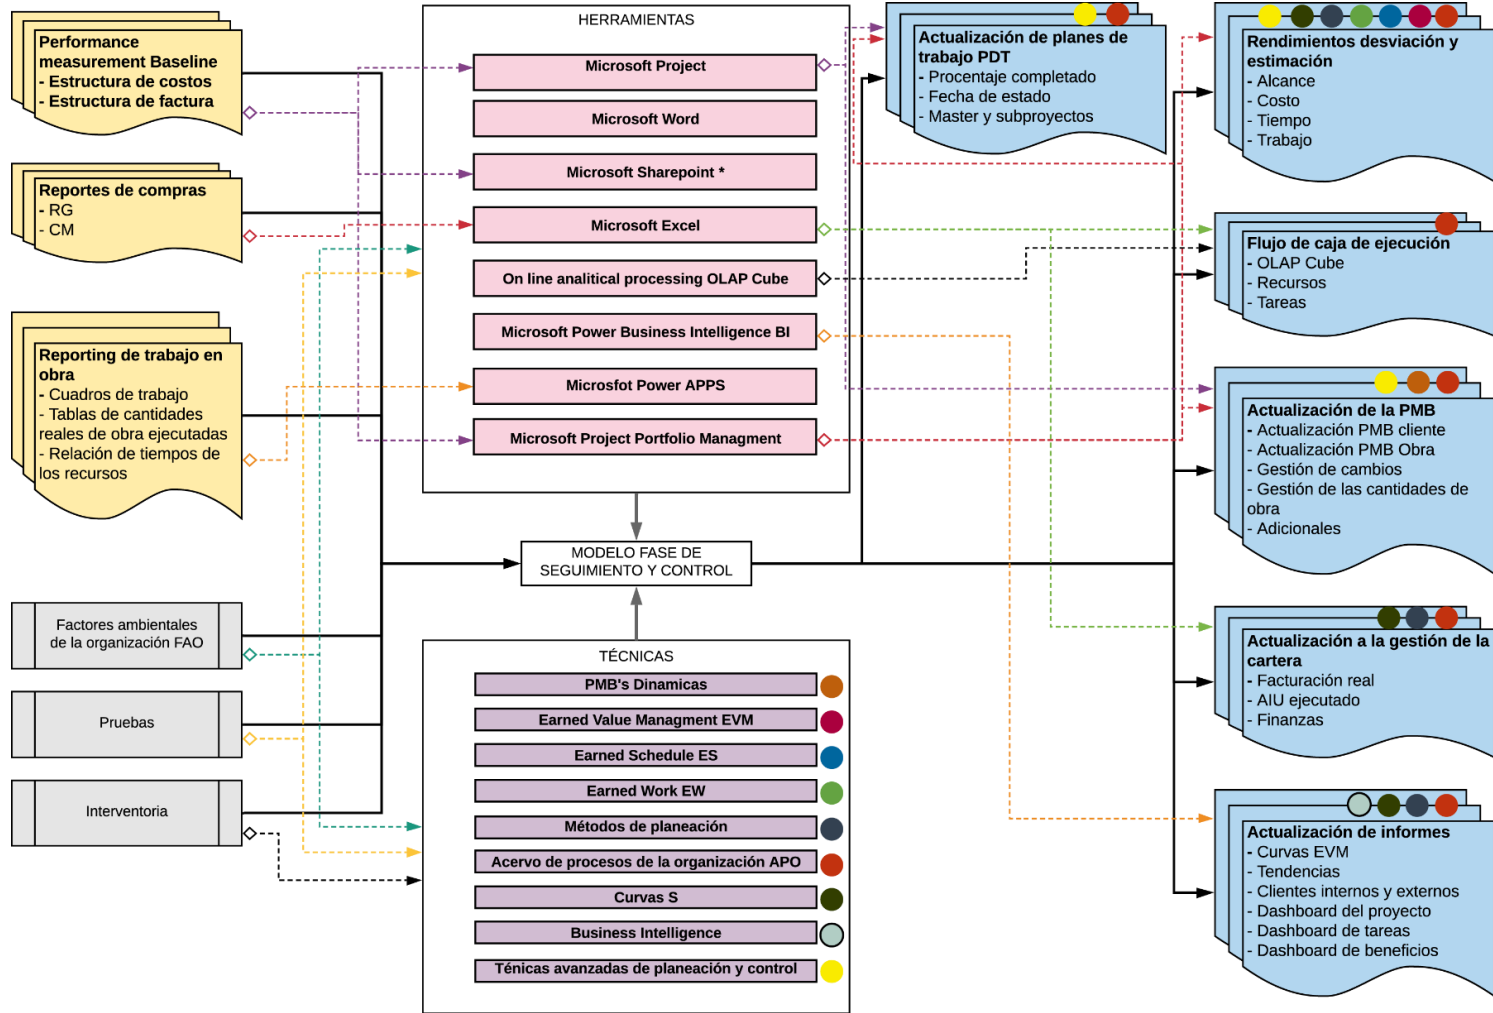 Performance
measurement Baseline
- Estructura de costos
- Estructura de factura
Reportes de compras
- RG
- CM
Reporting de trabajo en
obra
- Cuadros de trabajo
- Tablas de cantidades
reales de obra ejecutadas
- Relación de tiempos de
los recursos
Factores ambientales
de la organización FAO
Pruebas
Interventoria
HERRAMIENTAS
Microsoft Project
Microsoft Word
Microsoft Sharepoint *
Microsoft Excel
On line analitical processing OLAP Cube
Microsoft Power Business Intelligence BI
Microsfot Power APPS
Microsoft Project Portfolio Managment
MODELO FASE DE
SEGUIMIENTO Y CONTROL
TÉCNICAS
PMB's Dinamicas
Earned Value Managment EVM
Earned Schedule ES
Earned Work EW
Métodos de planeación
Acervo de procesos de la organización APO
Curvas S
Business Intelligence
Ténicas avanzadas de planeación y control
Actualización de planes de
trabajo PDT
- Procentaje completado
- Fecha de estado
- Master y subproyectos
Rendimientos desviación y
estimación
- Alcance
- Costo
- Tiempo
- Trabajo
Flujo de caja de ejecución
- OLAP Cube
- Recursos
- Tareas
Actualización de la PMB
- Actualización PMB cliente
- Actualización PMB Obra
- Gestión de cambios
- Gestión de las cantidades de
obra
- Adicionales
Actualización a la gestión de la
cartera
- Facturación real
- AIU ejecutado
- Finanzas
Actualización de informes
- Curvas EVM
- Tendencias
- Clientes internos y externos
- Dashboard del proyecto
- Dashboard de tareas
- Dashboard de beneficios